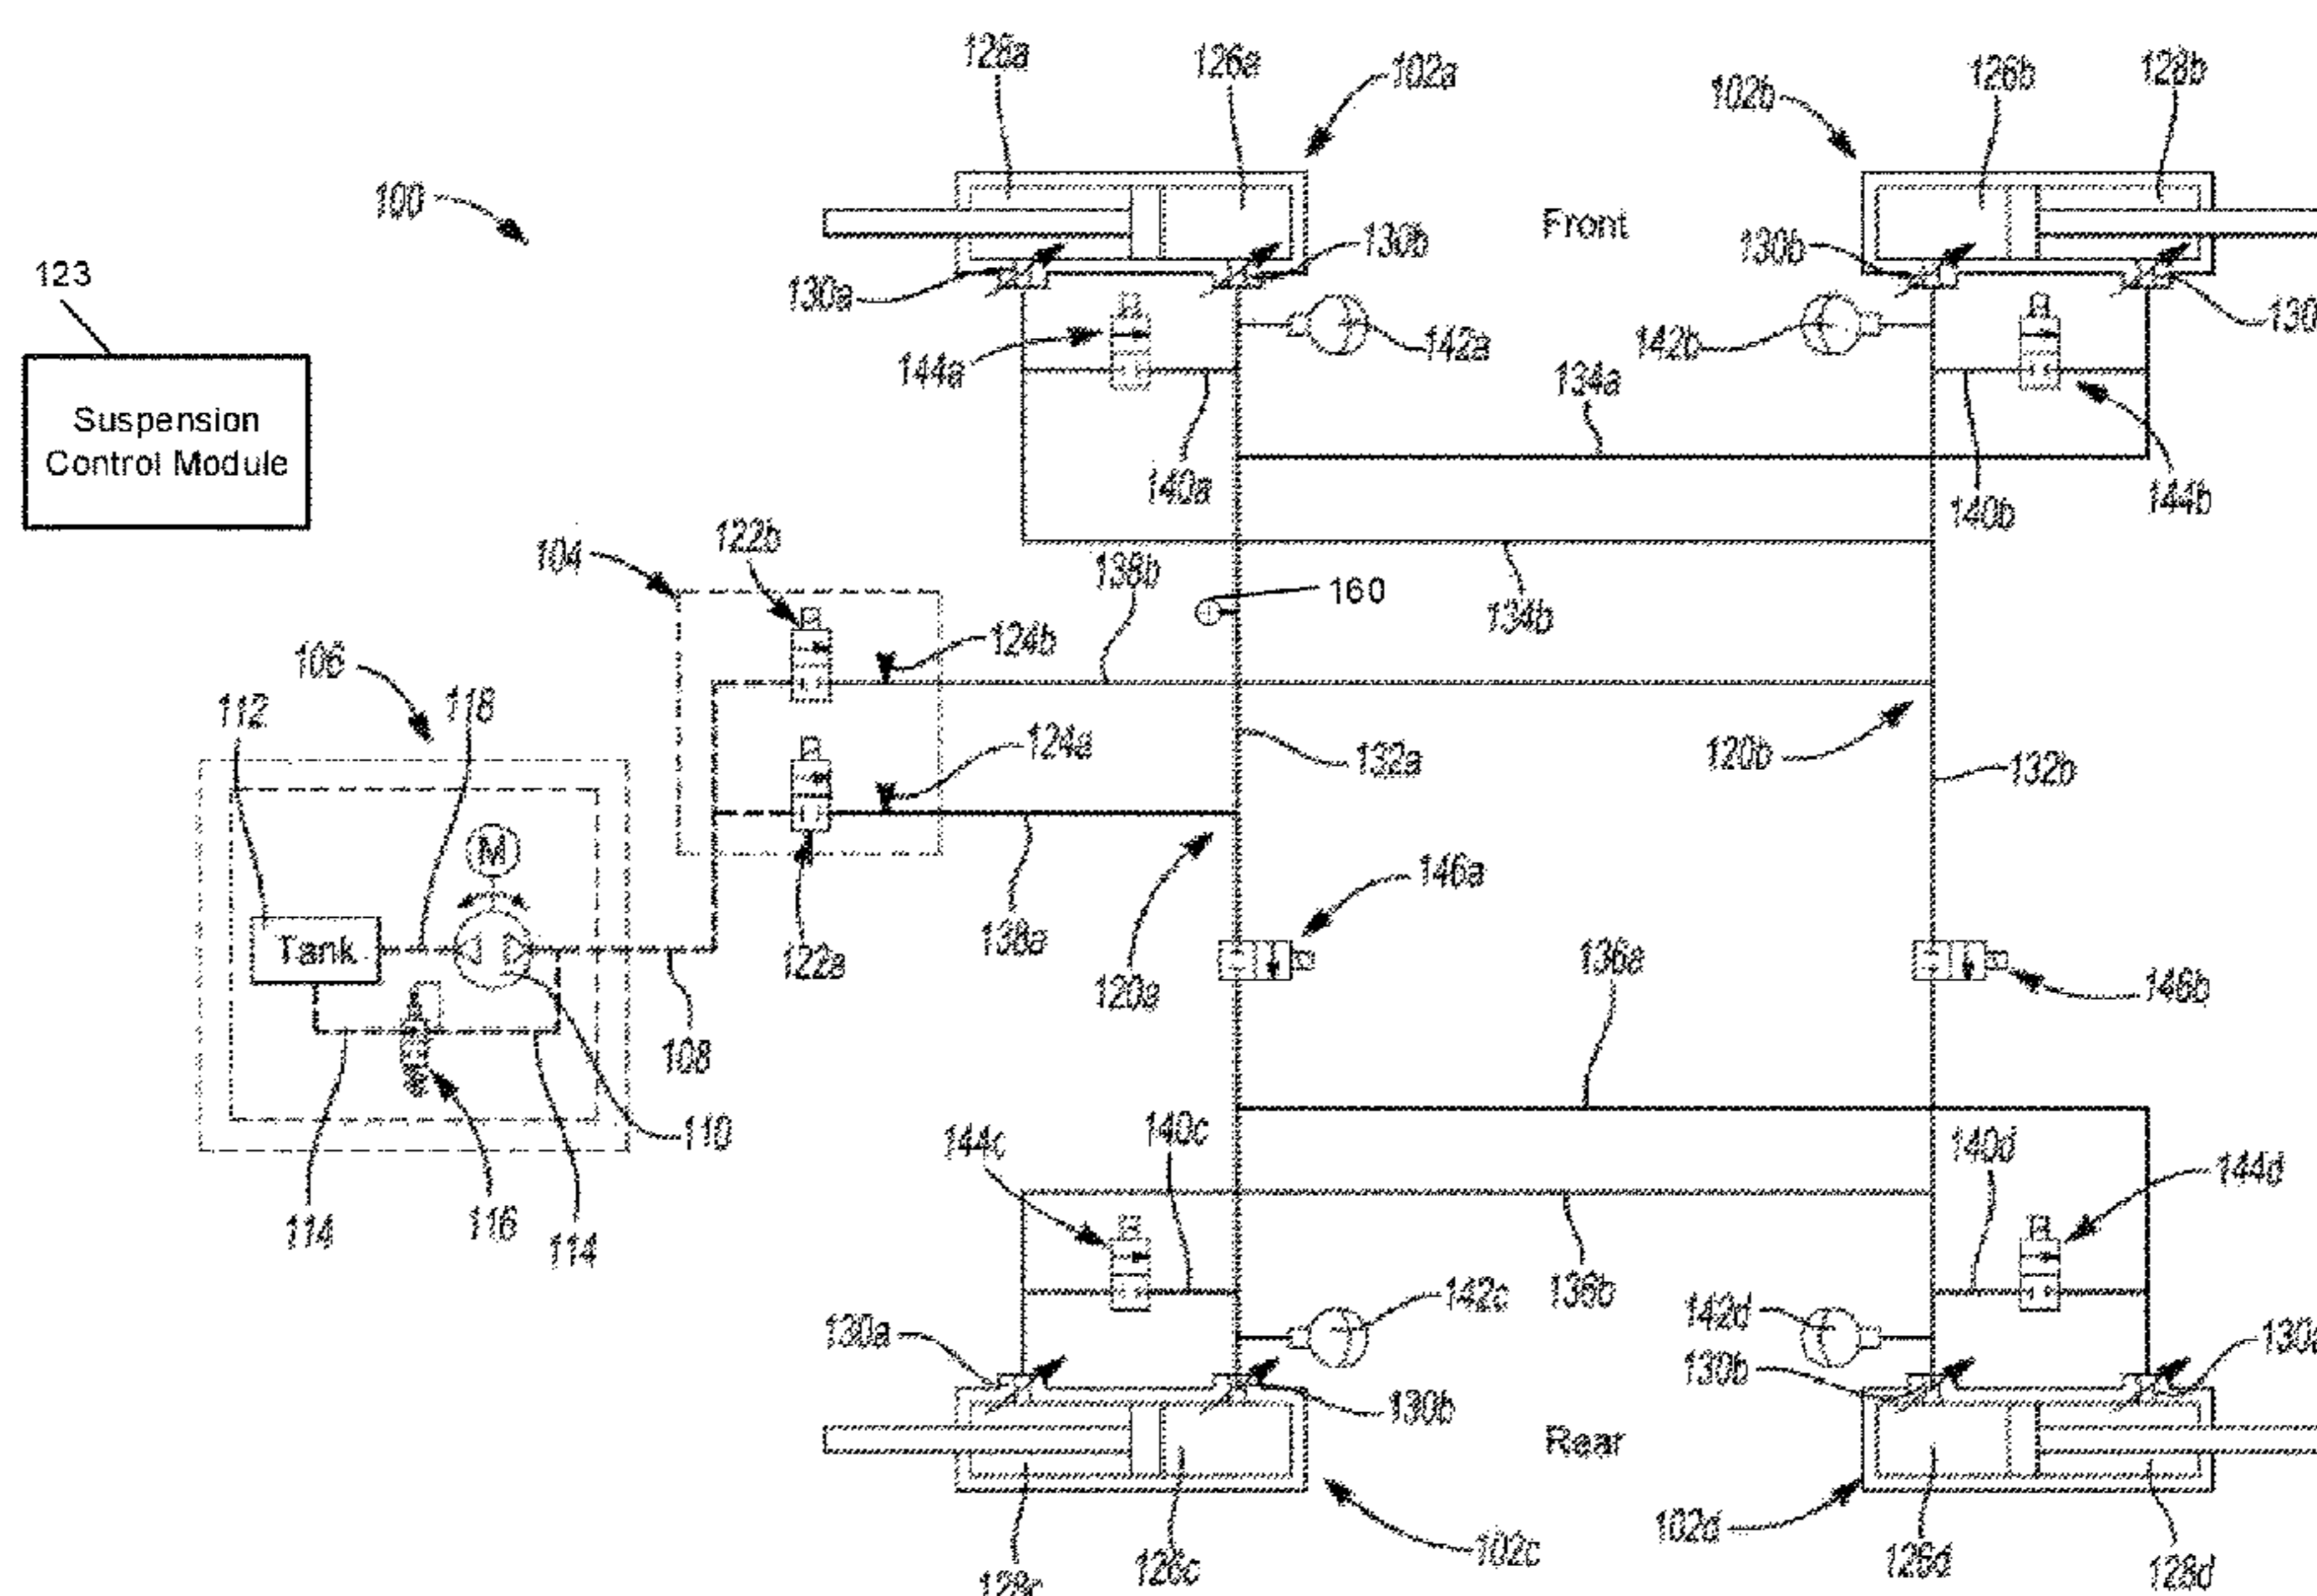 128a 126a 102a 102b 126b 128b
100
130a 130b Front 130b
123
144a 142a 142b
134a
Suspension
Control Module
140a 140b 144b
104 122b 138b
160
134b
106 124b
112 118 124a 132a 120b 132b
M
146a
Tank 122a 138a 120a 136a 146b
108
110 144c 140c 140d 144d
114 116 114
136b
130a 142c 142d
130b 130b
Rear
128c 126c 102c 102d 126d 128d